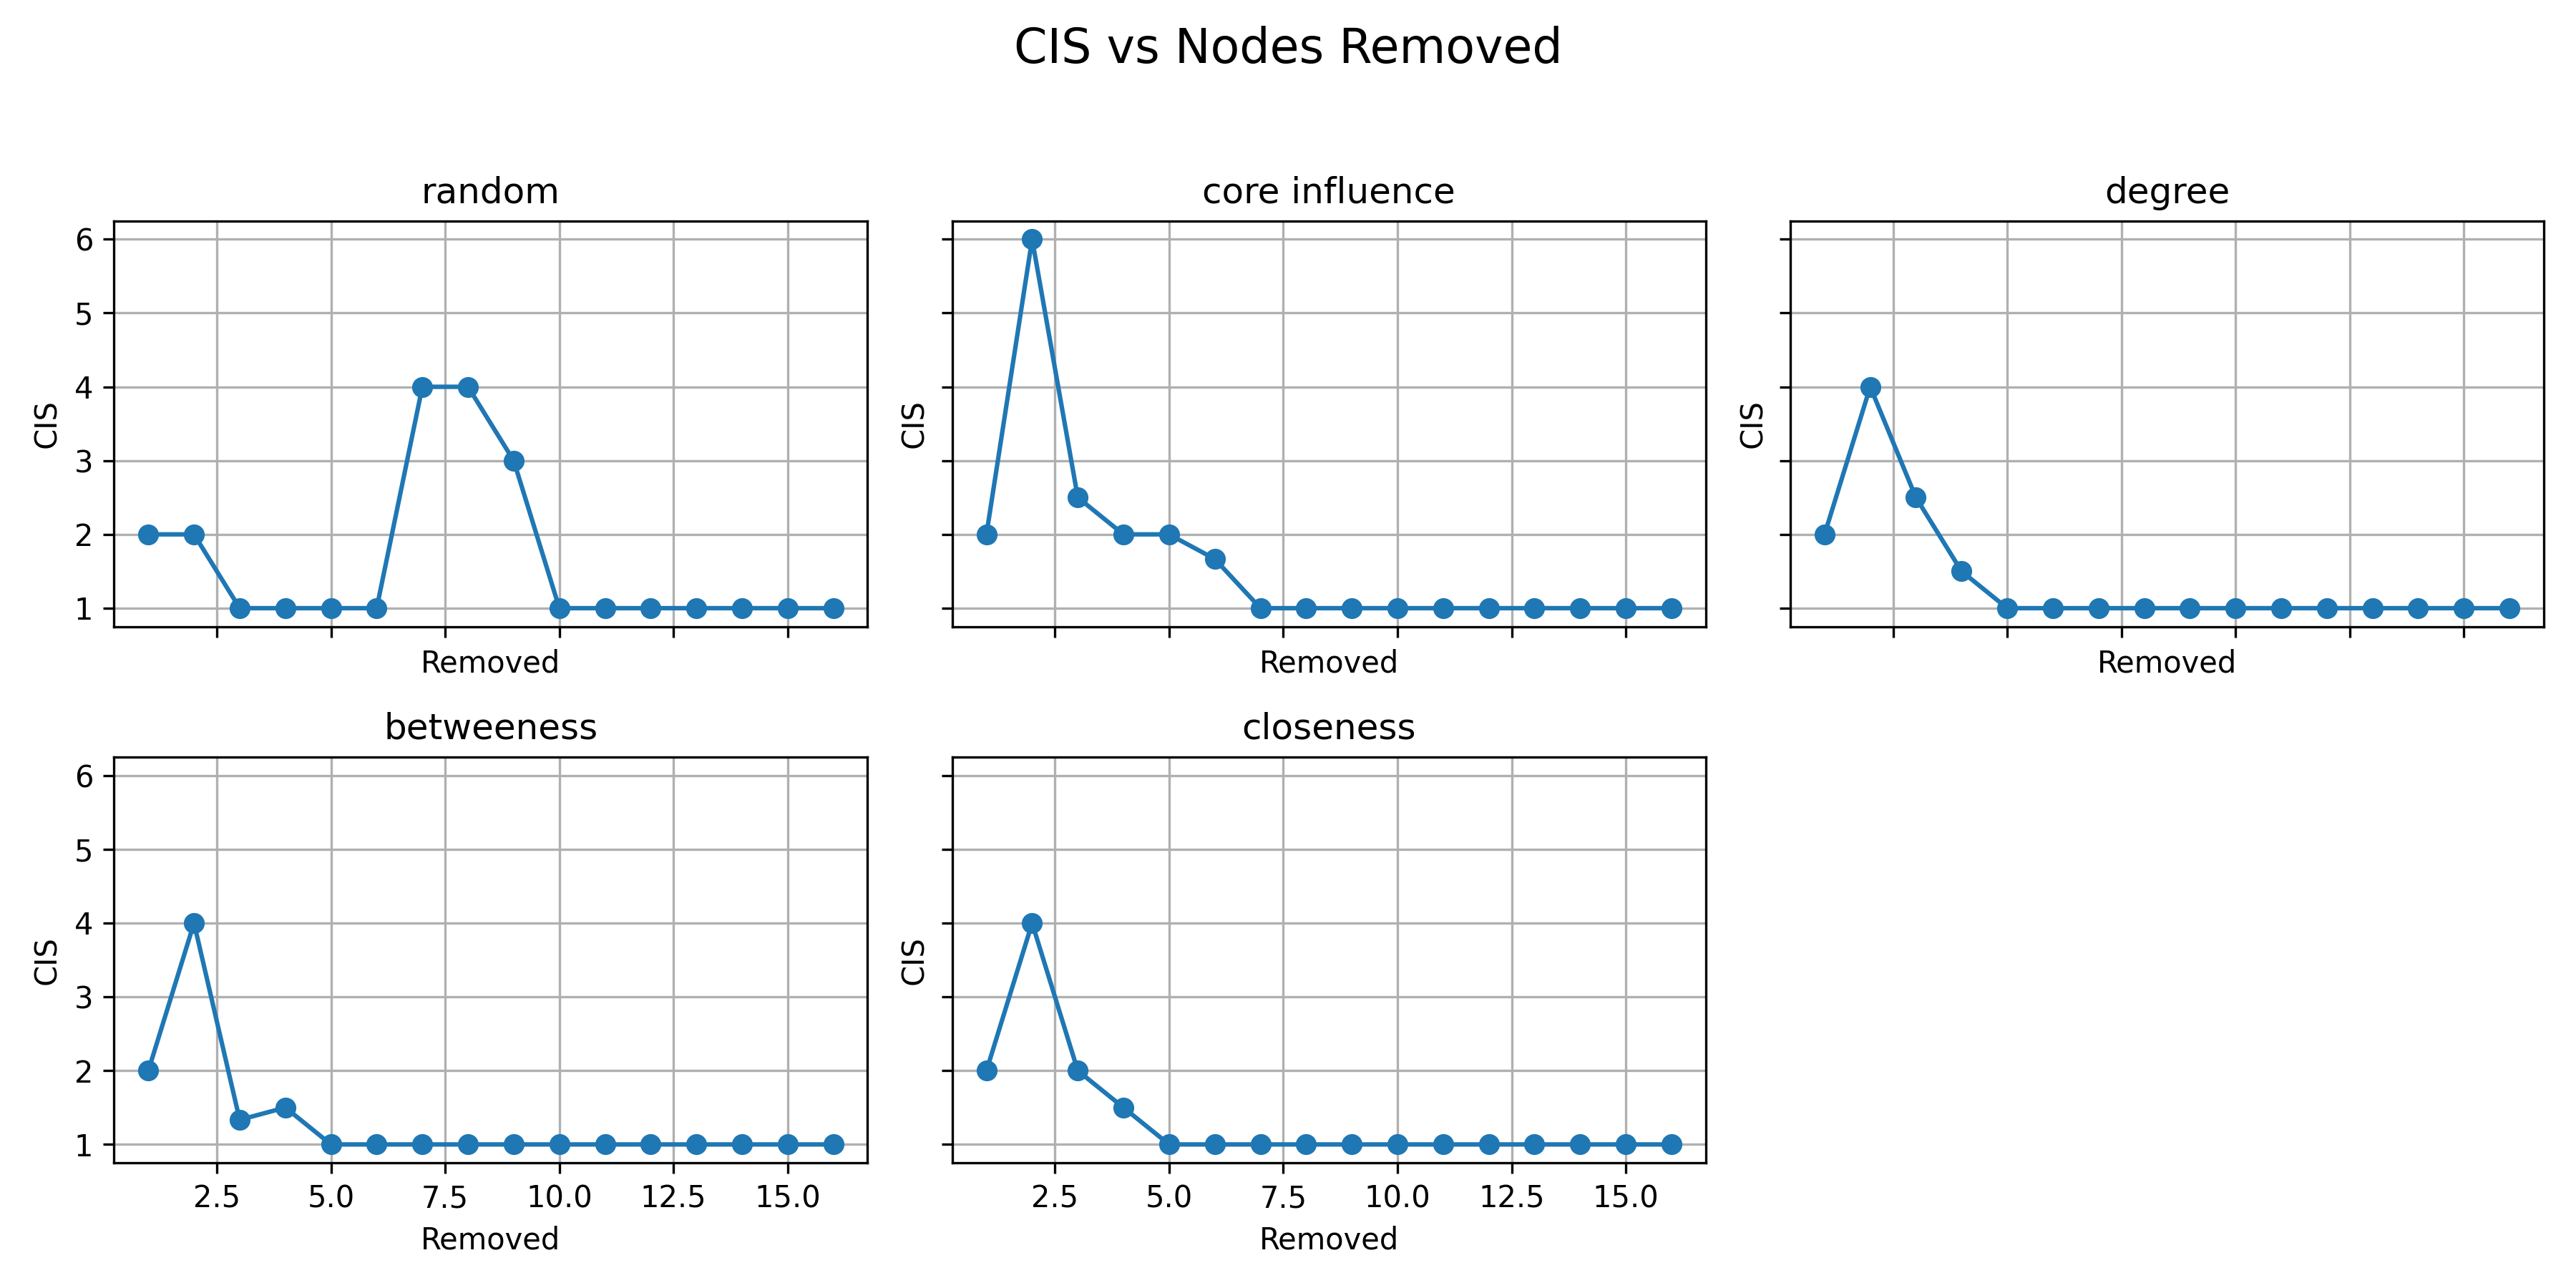 CIS vs Nodes Removed
random
core influence
degree
6
5
4
3
2
1
CIS
CIS
CIS
Removed
Removed
Removed
betweeness
closeness
6
5
4
3
2
1
CIS
CIS
2.5 5.0 7.5 10.0 12.5 15.0
2.5 5.0 7.5 10.0 12.5 15.0
Removed
Removed